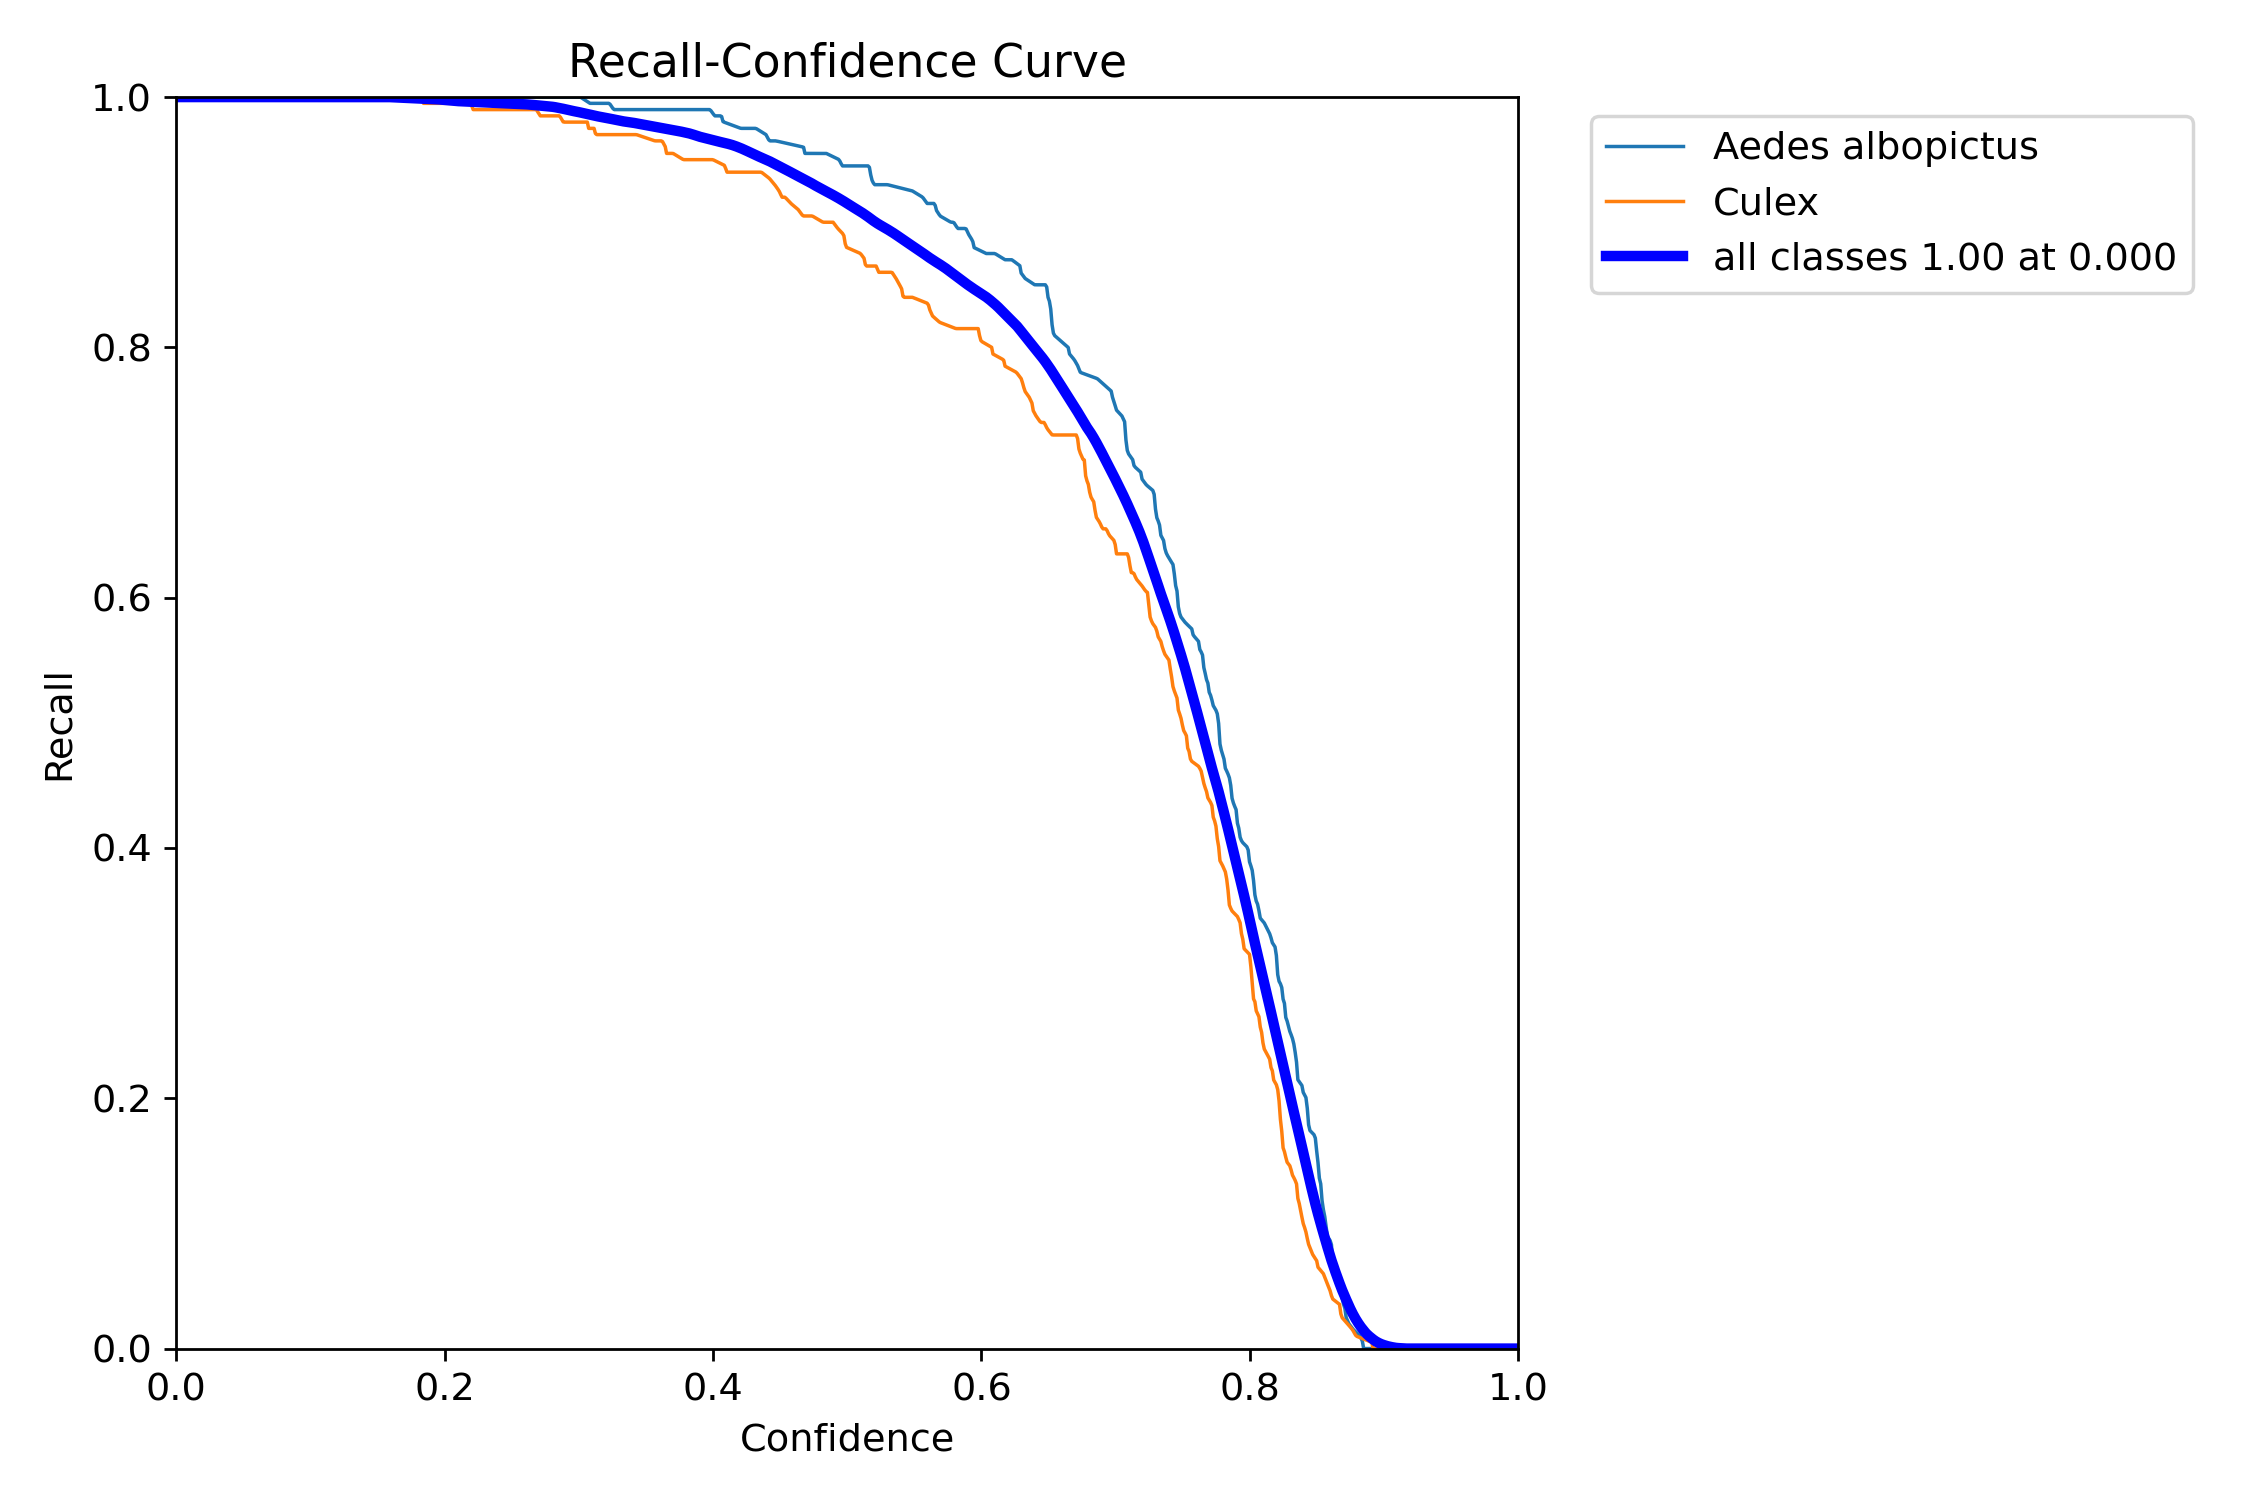 Recall-Confidence Curve
1.0
0.8
0.6
0.4
0.2
0.0
Recall
0.0 0.2 0.4 0.6 0.8 1.0
Confidence
Aedes albopictus
Culex
all classes 1.00 at 0.000